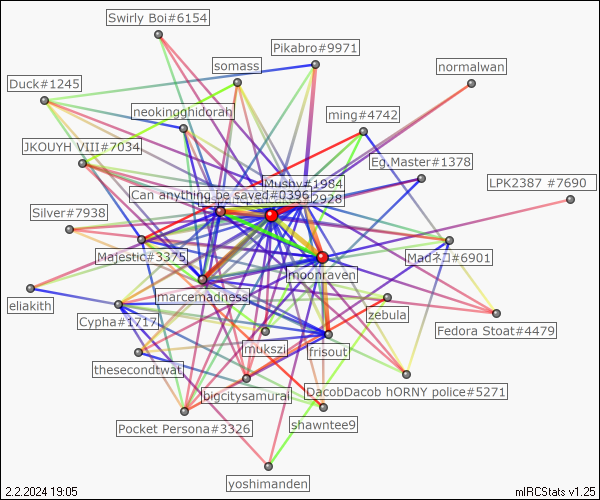 Swirly Boi#6154
Pikabro#9971
somass
normalwan
Duck#1245
neokingghidorah
ming#4742
JKOUYH VIII#7034
Eg.Master#1378
Mushy#1984
LPK2387 #7690
Can anything be saved#0396
2928
Silver#7938
Majestic#3375
Madネコ#6901
moonraven
eliakith
marcemadness
Cypha#1717
zebula
Fedora Stoat#4479
mukszi
frisout
thesecondtwat
bigcitysamurai
DacobDacob hORNY police#5271
Pocket Persona#3326
shawntee9
yoshimanden
2.2.2024 19:05
mIRCStats v1.25